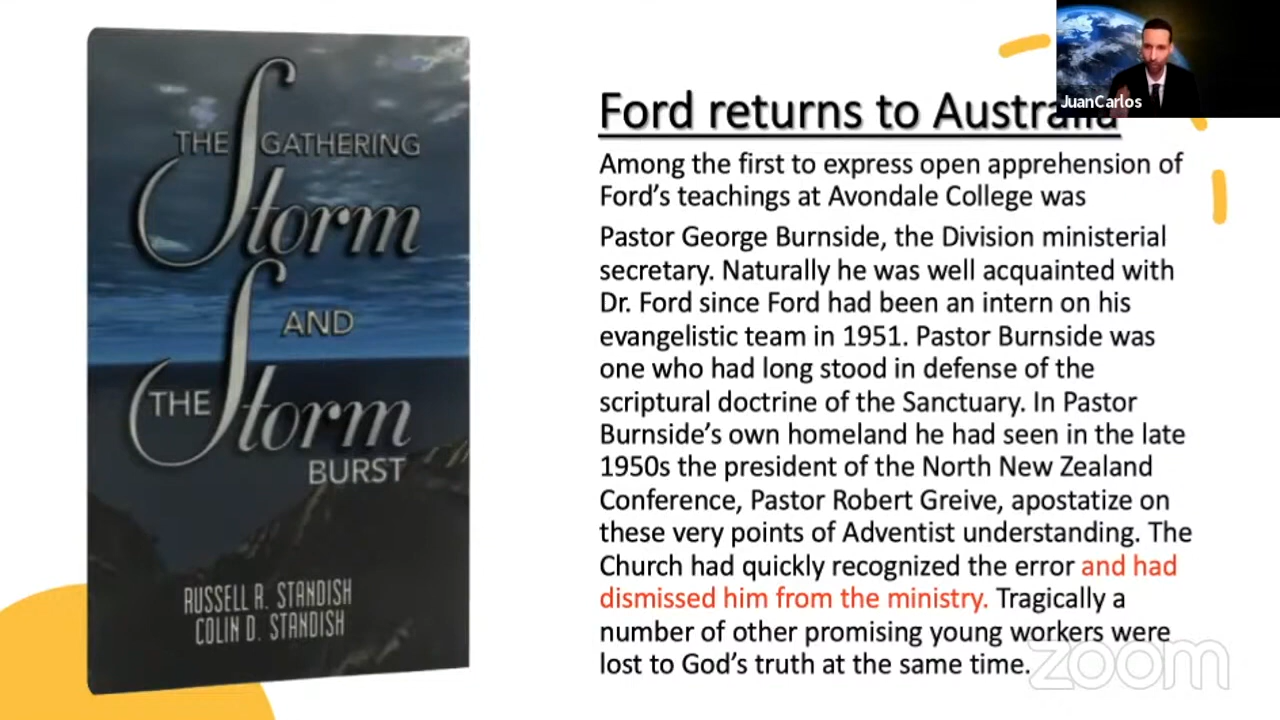 THE GATHERING
Storm
AND
THE Storm
BURST
RUSSELL R. STANDISH
COLIN D. STANDISH
JuanCarlos
Ford returns to Australia
Among the first to express open apprehension of
Ford’s teachings at Avondale College was
Pastor George Burnside, the Division ministerial
secretary. Naturally he was well acquainted with
Dr. Ford since Ford had been an intern on his
evangelistic team in 1951. Pastor Burnside was
one who had long stood in defense of the
scriptural doctrine of the Sanctuary. In Pastor
Burnside’s own homeland he had seen in the late
1950s the president of the North New Zealand
Conference, Pastor Robert Greive, apostatize on
these very points of Adventist understanding. The
Church had quickly recognized the error and had
dismissed him from the ministry. Tragically a
number of other promising young workers were
lost to God’s truth at the same time.
zoom